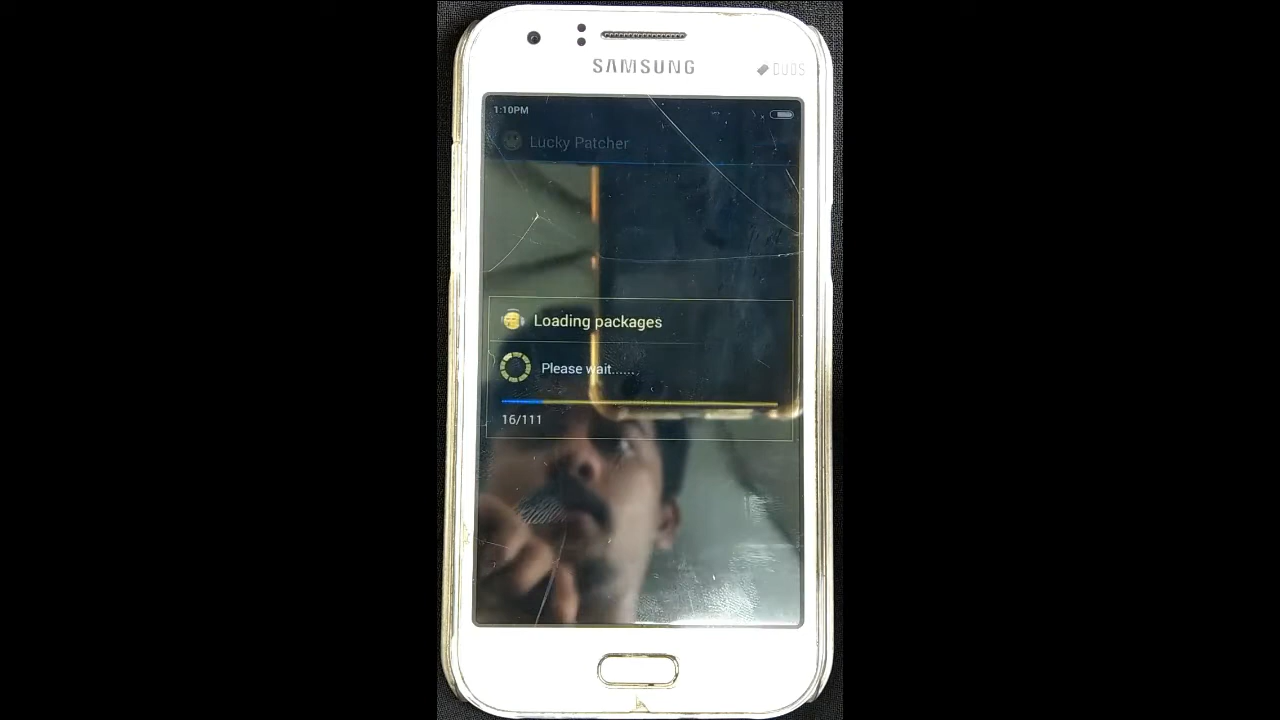 SAMSUNG
DUOS
1:10PM
Lucky Patcher
Loading packages
Please wait......
16/111